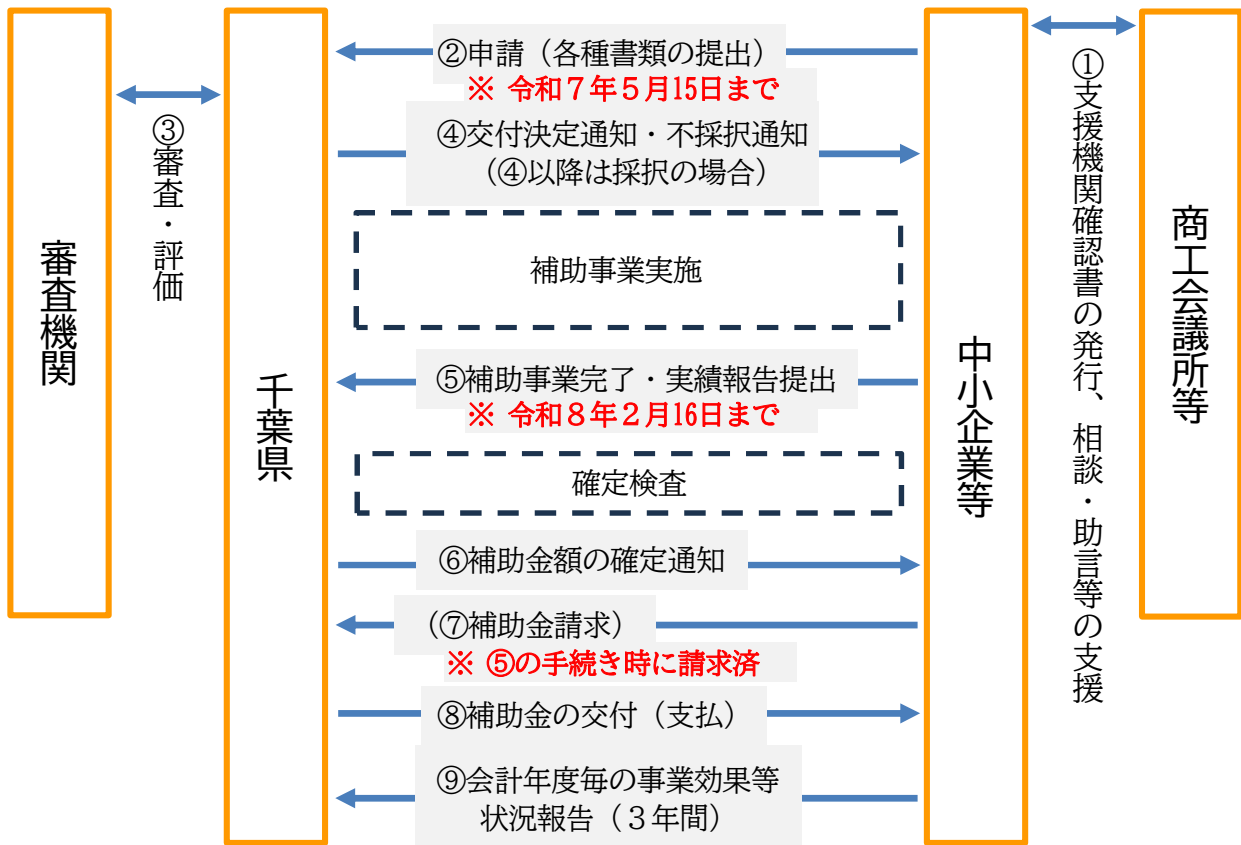 審査機関
③審査・評価
千葉県
②申請（各種書類の提出）
※ 令和７年５月15日まで
④交付決定通知・不採択通知
（④以降は採択の場合）
補助事業実施
⑤補助事業完了・実績報告提出
※ 令和８年２月16日まで
確定検査
⑥補助金額の確定通知
（⑦補助金請求）
※ ⑤の手続き時に請求済
⑧補助金の交付（支払）
⑨会計年度毎の事業効果等
状況報告（３年間）
中小企業等
①支援機関確認書の発行、相談・助言等の支援
商工会議所等